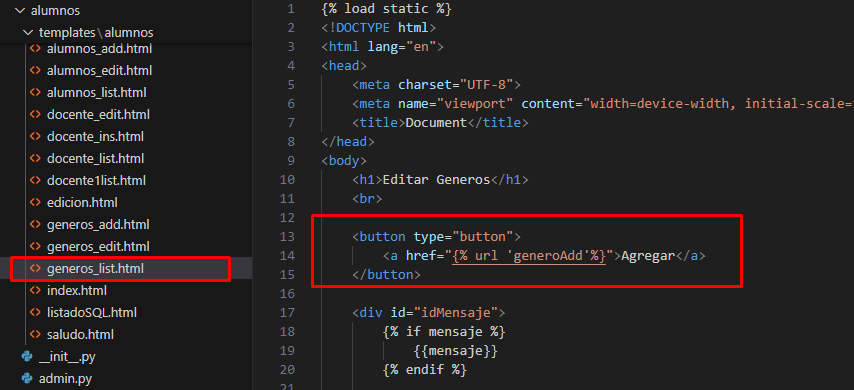 alumnos
templates\alumnos
alumnos_add.html
alumnos_edit.html
alumnos_list.html
docente_edit.html
docente_ins.html
docente_list.html
docente1list.html
edicion.html
generos_add.html
generos_edit.html
generos_list.html
index.html
listadoSQL.html
saludo.html
__init__.py
admin.py
1 {% load static %}
2 <!DOCTYPE html>
3 <html lang="en">
4 <head>
5 <meta charset="UTF-8">
6 <meta name="viewport" content="width=device-width, initial-scale=
7 <title>Document</title>
8 </head>
9 <body>
10 <h1>Editar Generos</h1>
11 <br>
12
13 <button type="button">
14 <a href="{% url 'generoAdd'%}">Agregar</a>
15 </button>
16
17 <div id="idMensaje">
18 {% if mensaje %}
19 {{mensaje}}
20 {% endif %}
21